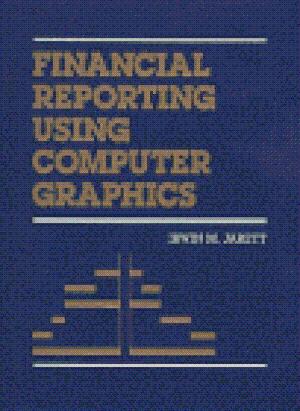 FINANCIAL
REPORTING
USING
COMPUTER
GRAPHICS
IRWIN M. JARETT